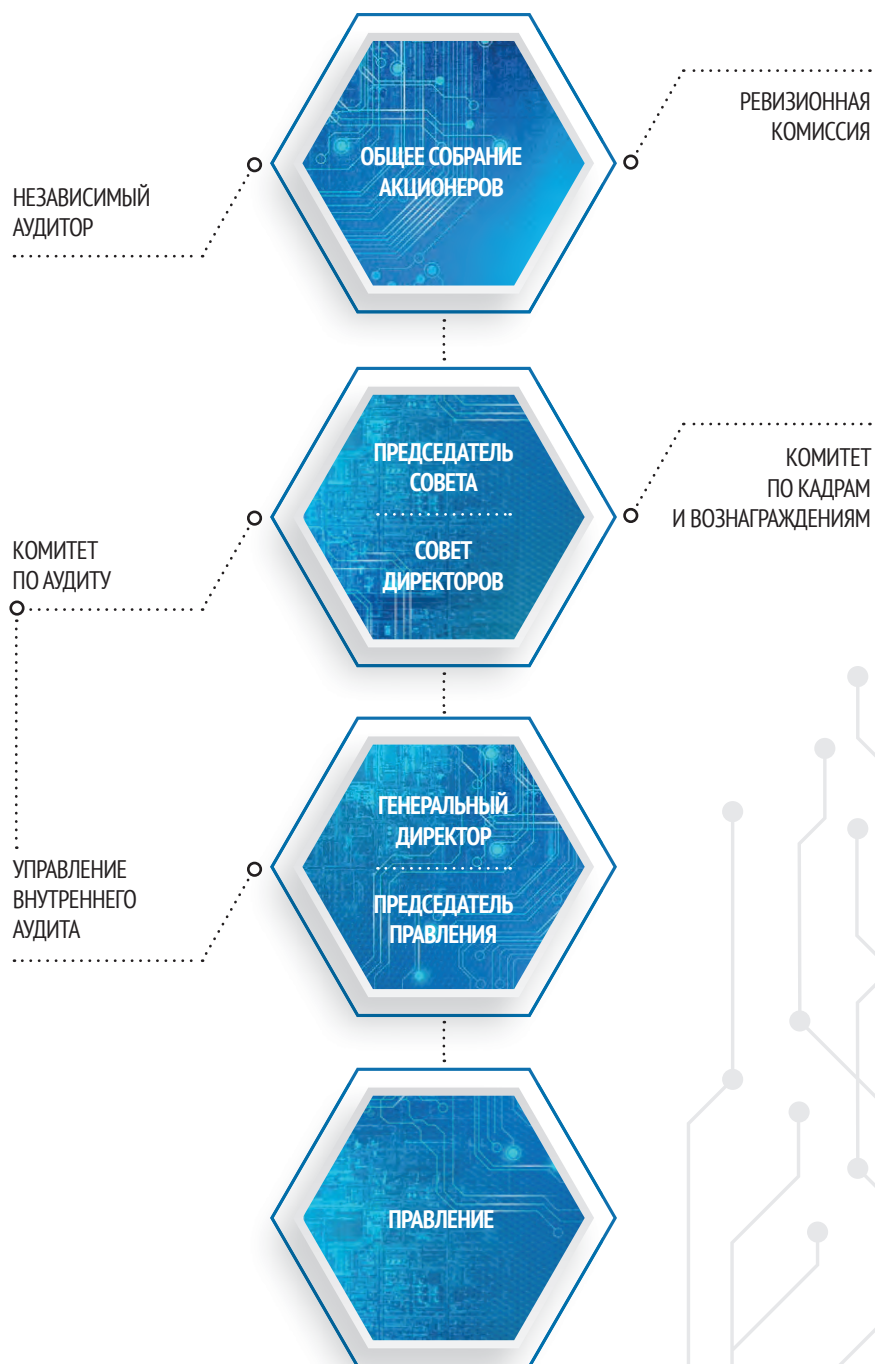 ОБЩЕЕ СОБРАНИЕ
АКЦИОНЕРОВ
РЕВИЗИОННАЯ
КОМИССИЯ
НЕЗАВИСИМЫЙ
АУДИТОР
ПРЕДСЕДАТЕЛЬ
СОВЕТА
СОВЕТ
ДИРЕКТОРОВ
КОМИТЕТ
ПО КАДРАМ
И ВОЗНАГРАЖДЕНИЯМ
КОМИТЕТ
ПО АУДИТУ
ГЕНЕРАЛЬНЫЙ
ДИРЕКТОР
ПРЕДСЕДАТЕЛЬ
ПРАВЛЕНИЯ
УПРАВЛЕНИЕ
ВНУТРЕННЕГО
АУДИТА
ПРАВЛЕНИЕ